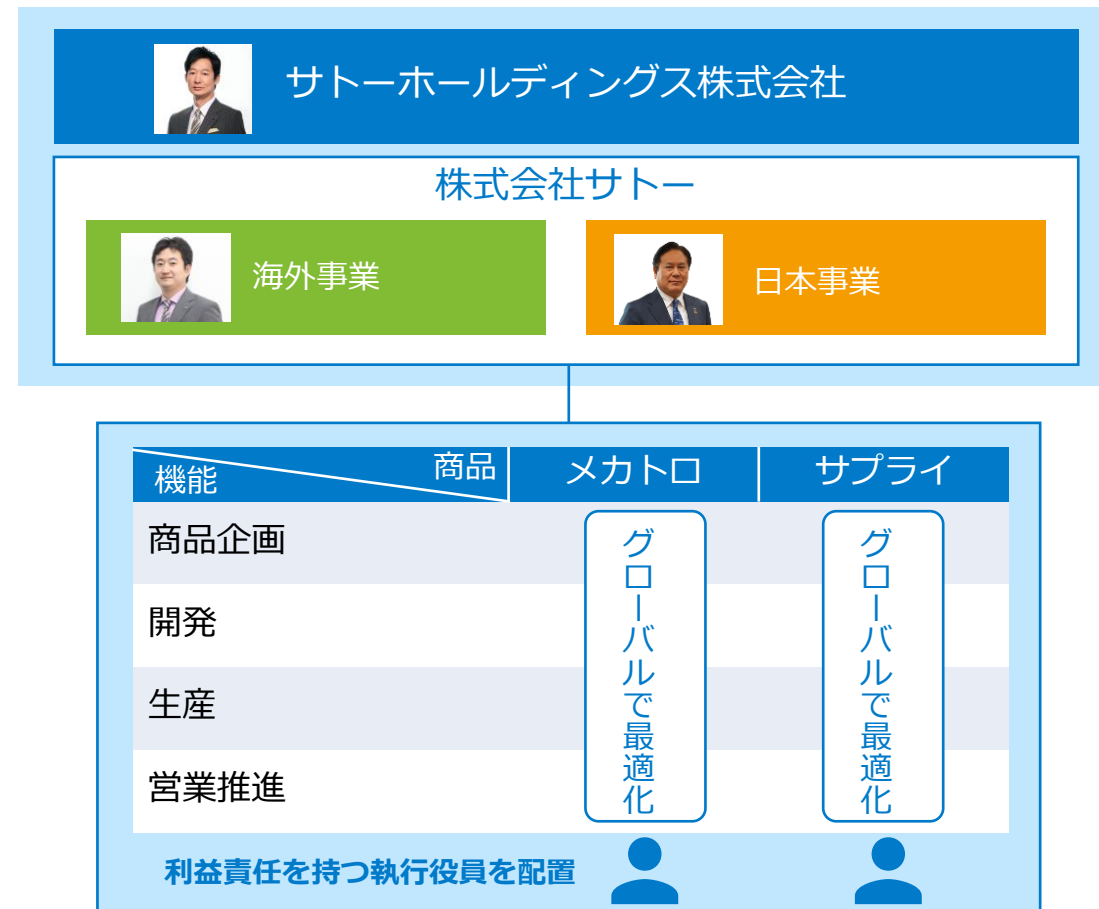 サトーホールディングス株式会社
株式会社サトー
海外事業
日本事業
機能
商品
メカトロ
サプライ
商品企画
開発
生産
営業推進
グローバルで最適化
グローバルで最適化
利益責任を持つ執行役員を配置